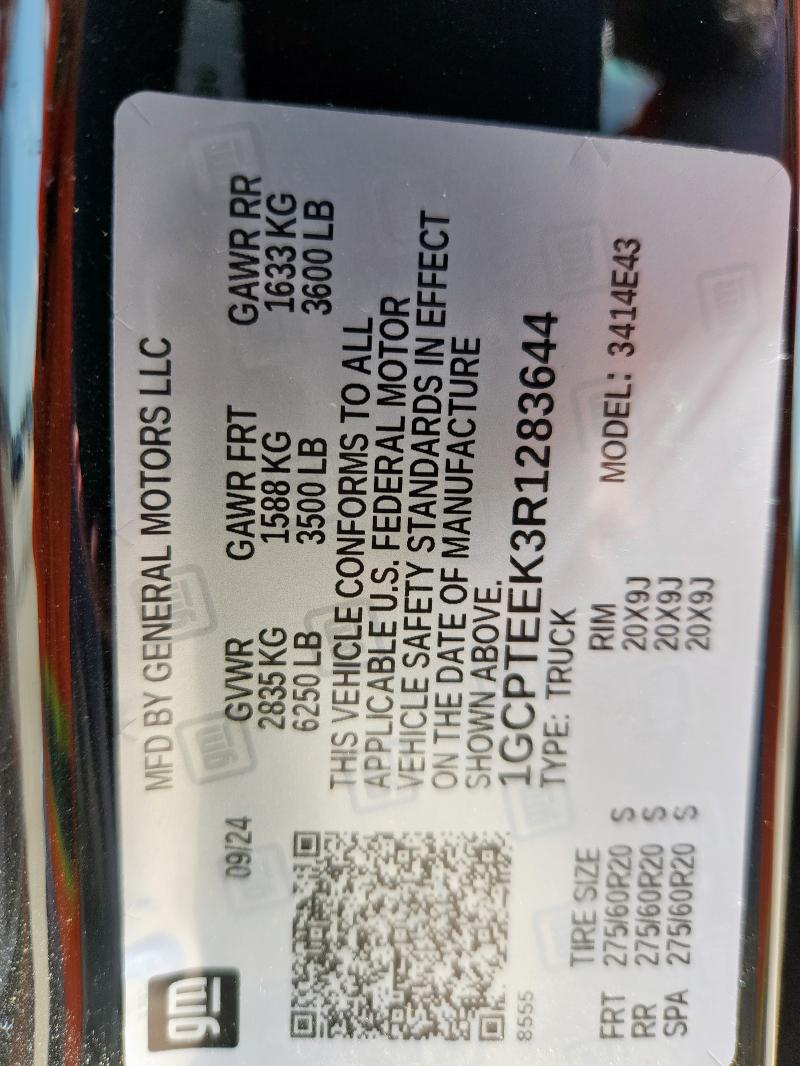 gm
09/24
MFD BY GENERAL MOTORS LLC
GVWR GAWR FRT GAWR RR
2835 KG 1588 KG 1633 KG
6250 LB 3500 LB 3600 LB
THIS VEHICLE CONFORMS TO ALL
APPLICABLE U.S. FEDERAL MOTOR
VEHICLE SAFETY STANDARDS IN EFFECT
ON THE DATE OF MANUFACTURE
SHOWN ABOVE.
1GCPTEEK3R1283644
8555
TYPE: TRUCK
TIRE SIZE RIM MODEL: 3414E43
FRT 275/60R20 S 20X9J
RR 275/60R20 S 20X9J
SPA 275/60R20 S 20X9J